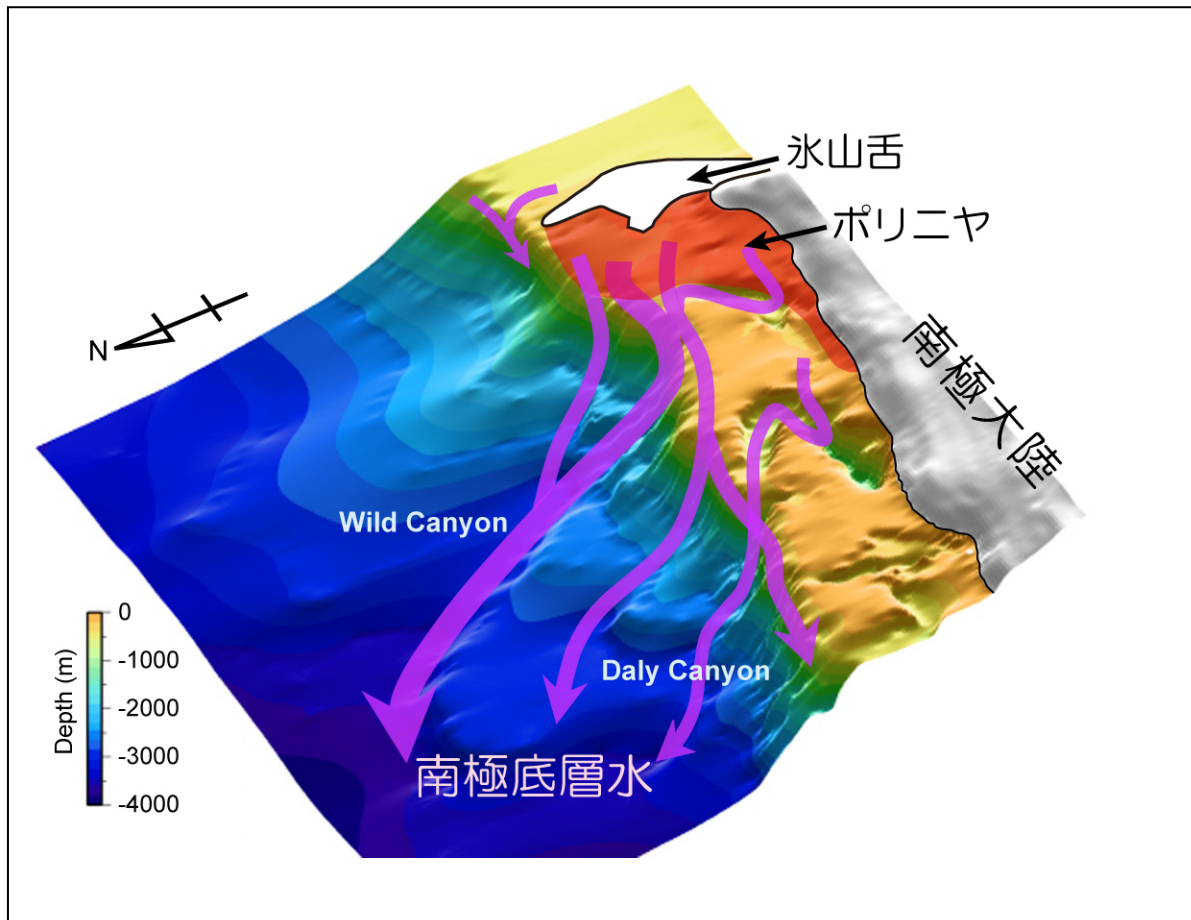 氷山舌
ポリニヤ
南極大陸
N
Wild Canyon
Daly Canyon
南極底層水
Depth (m)
0
-1000
-2000
-3000
-4000